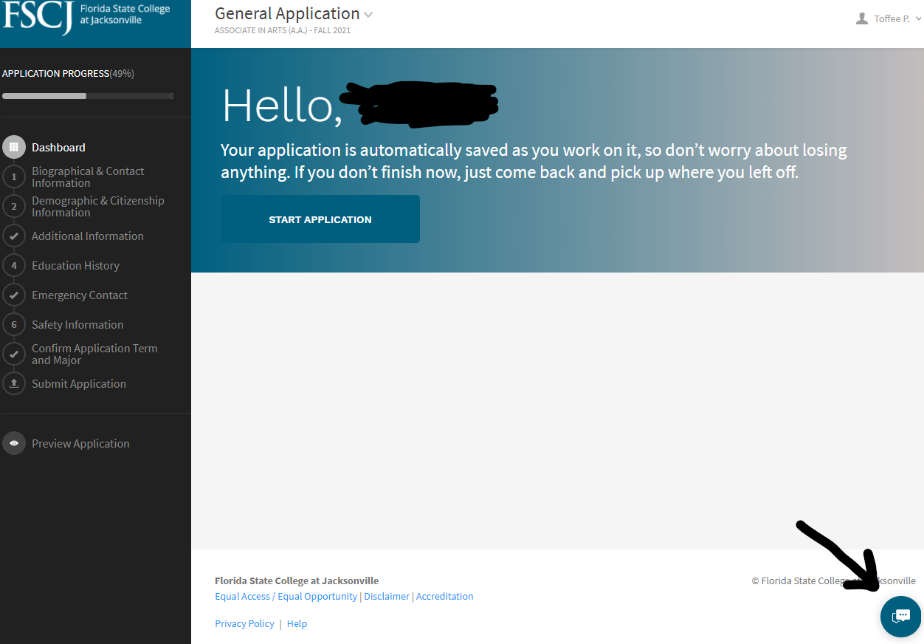 FSCJ Florida State College
at Jacksonville
General Application
ASSOCIATE IN ARTS (A.A.) - FALL 2021
Toffee P.
APPLICATION PROGRESS(49%)
Dashboard
1 Biographical & Contact
Information
2 Demographic & Citizenship
Information
Additional Information
4 Education History
Emergency Contact
6 Safety Information
Confirm Application Term
and Major
Submit Application
Preview Application
Hello,
Your application is automatically saved as you work on it, so don't worry about losing
anything. If you don't finish now, just come back and pick up where you left off.
START APPLICATION
Florida State College at Jacksonville
Equal Access / Equal Opportunity | Disclaimer | Accreditation
Privacy Policy | Help
© Florida State College ksonville